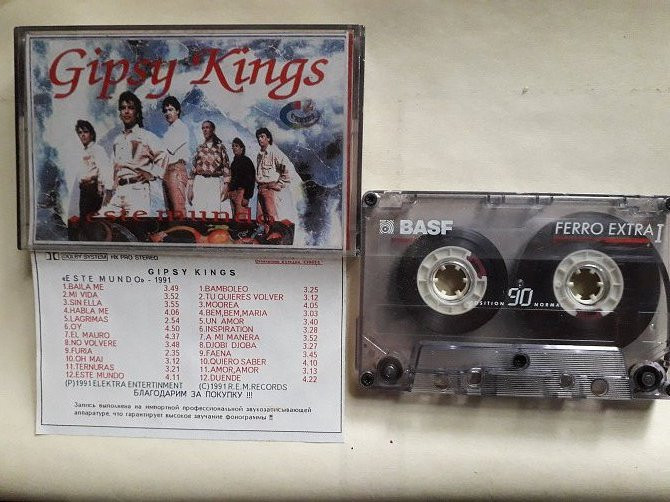 Gipsy Kings
este mundo
DOLBY SYSTEM HX PRO STEREO
GIPSY KINGS
«ESTE MUNDO» - 1991
1.BAILA ME 3.49
2.MI VIDA 3.52
3.SIN ELLA 3.55
4.HABLA ME 4.06
5.LAGRIMAS 2.54
6.OY 4.50
7.EL MAURO 4.37
8.NO VOLVERE 3.48
9.FURIA 2.35
10.OH MAI 3.12
11.TERNURAS 3.21
12.ESTE MUNDO 4.11
(P)1991 ELEKTRA ENTERTINMENT
1.BAMBOLEO 3.25
2.TU QUIERES VOLVER 3.12
3.MOOREA 4.05
4.BEM,BEM,MARIA 3.03
5.UN AMOR 3.40
6.INSPIRATION 3.28
7.A MI MANERA 3.52
8.DJOBI DJOBA 3.27
9.FAENA 3.45
10.QUIERO SABER 4.10
11.AMOR,AMOR 3.13
12.DUENDE 4.22
(C)1991 R.E.M.RECORDS
БЛАГОДАРИМ ЗА ПОКУПКУ !!!
Запись выполнена на импортной профессиональной звукозаписывающей
аппаратуре, что гарантирует высокое звучание фонограммы !!
BASF
FERRO EXTRA I
POSITION 90 NORMAL